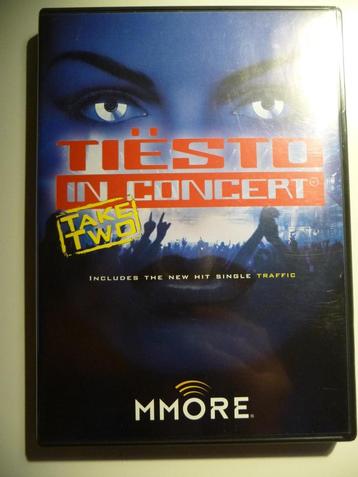 TIËSTO
IN CONCERT
TAKE
TWO
INCLUDES THE NEW HIT SINGLE TRAFFIC
MMORE®